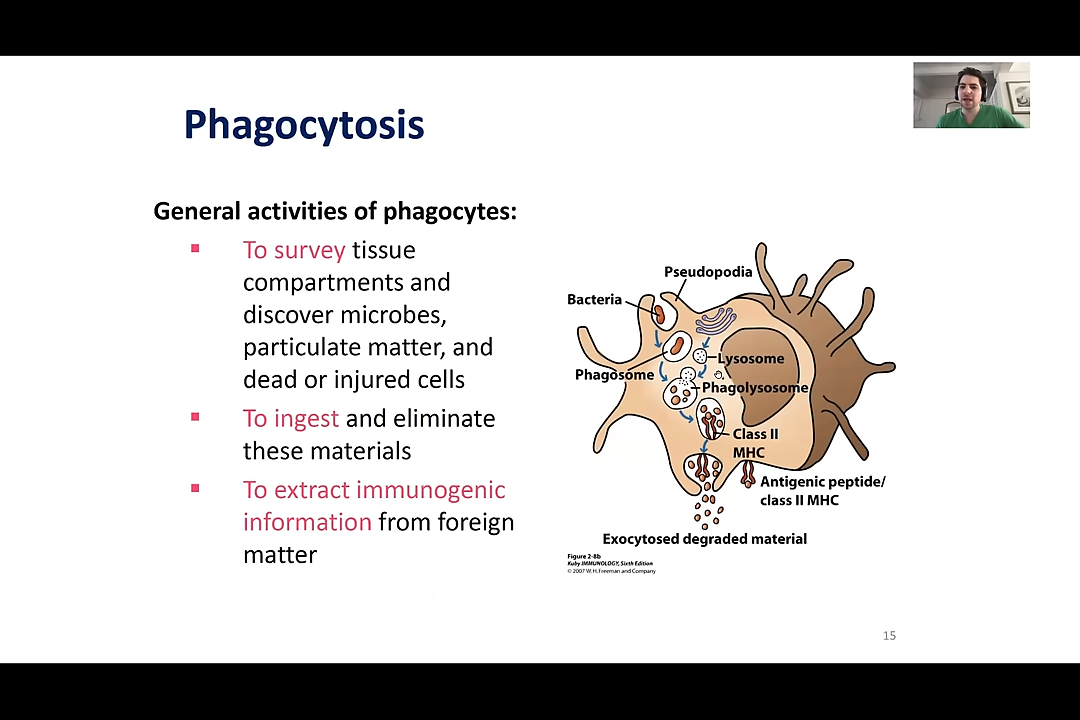 Phagocytosis
General activities of phagocytes:
▪ To survey tissue
compartments and
discover microbes,
particulate matter, and
dead or injured cells
▪ To ingest and eliminate
these materials
▪ To extract immunogenic
information from foreign
matter
Pseudopodia
Bacteria
Lysosome
Phagosome
Phagolysosome
Class II
MHC
Antigenic peptide/
class II MHC
Exocytosed degraded material
Figure 2-8b
Kuby IMMUNOLOGY, Sixth Edition
© 2007 W. H. Freeman and Company
15